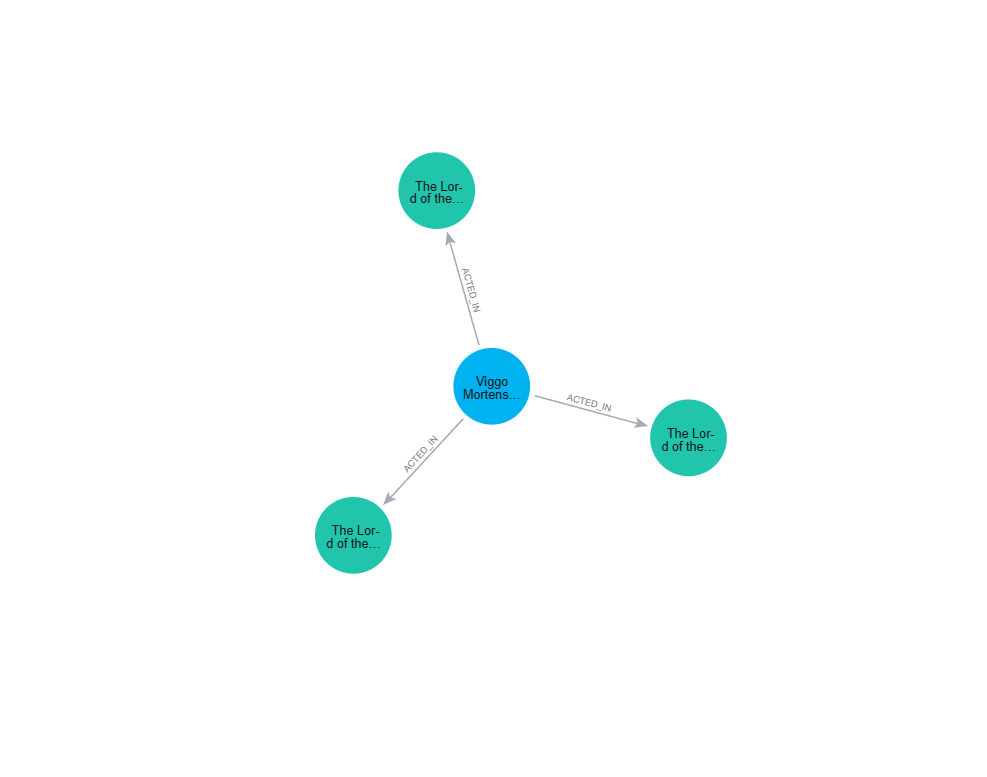 The Lor-
d of the...
ACTED_IN
Viggo
Mortens...
ACTED_IN
The Lor-
d of the...
ACTED_IN
The Lor-
d of the...